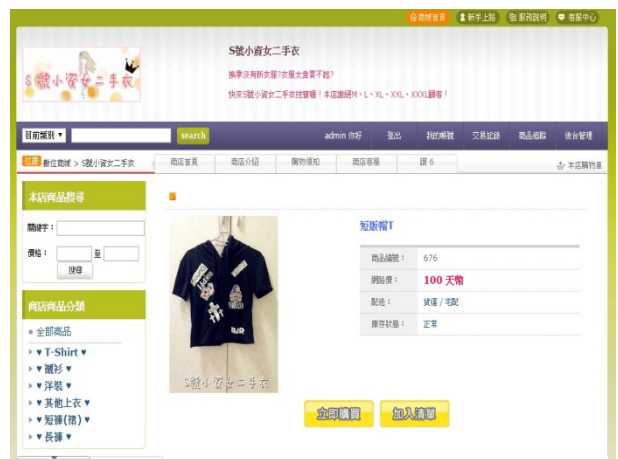 商城首頁 新手上路 服務說明 客服中心
S號小資女二手衣
S號小資女二手衣
換季沒有新衣服?衣服太貴買不起?
快來S號小資女二手衣挖寶喔!本店謝絕M、L、XL、XXL、XXXL顧客!
目前類別 search admin 你好 登出 我的帳號 交易記錄 商品追蹤 後台管理
位置 數位商城 > S號小資女二手衣 商店首頁 商店介紹 購物須知 商店客服 讚 6 本店購物車
本店商品搜尋
關鍵字:
價格: 至
搜尋
商店商品分類
全部商品
♥ T-Shirt ♥
♥ 襯衫 ♥
♥ 洋裝 ♥
♥ 其他上衣 ♥
♥ 短褲(裙) ♥
♥ 長褲 ♥
短版帽T
商品編號: 676
網路價: 100 天幣
配送: 貨運 / 宅配
庫存狀態: 正常
S號小資女二手衣
立即購買 加入清單